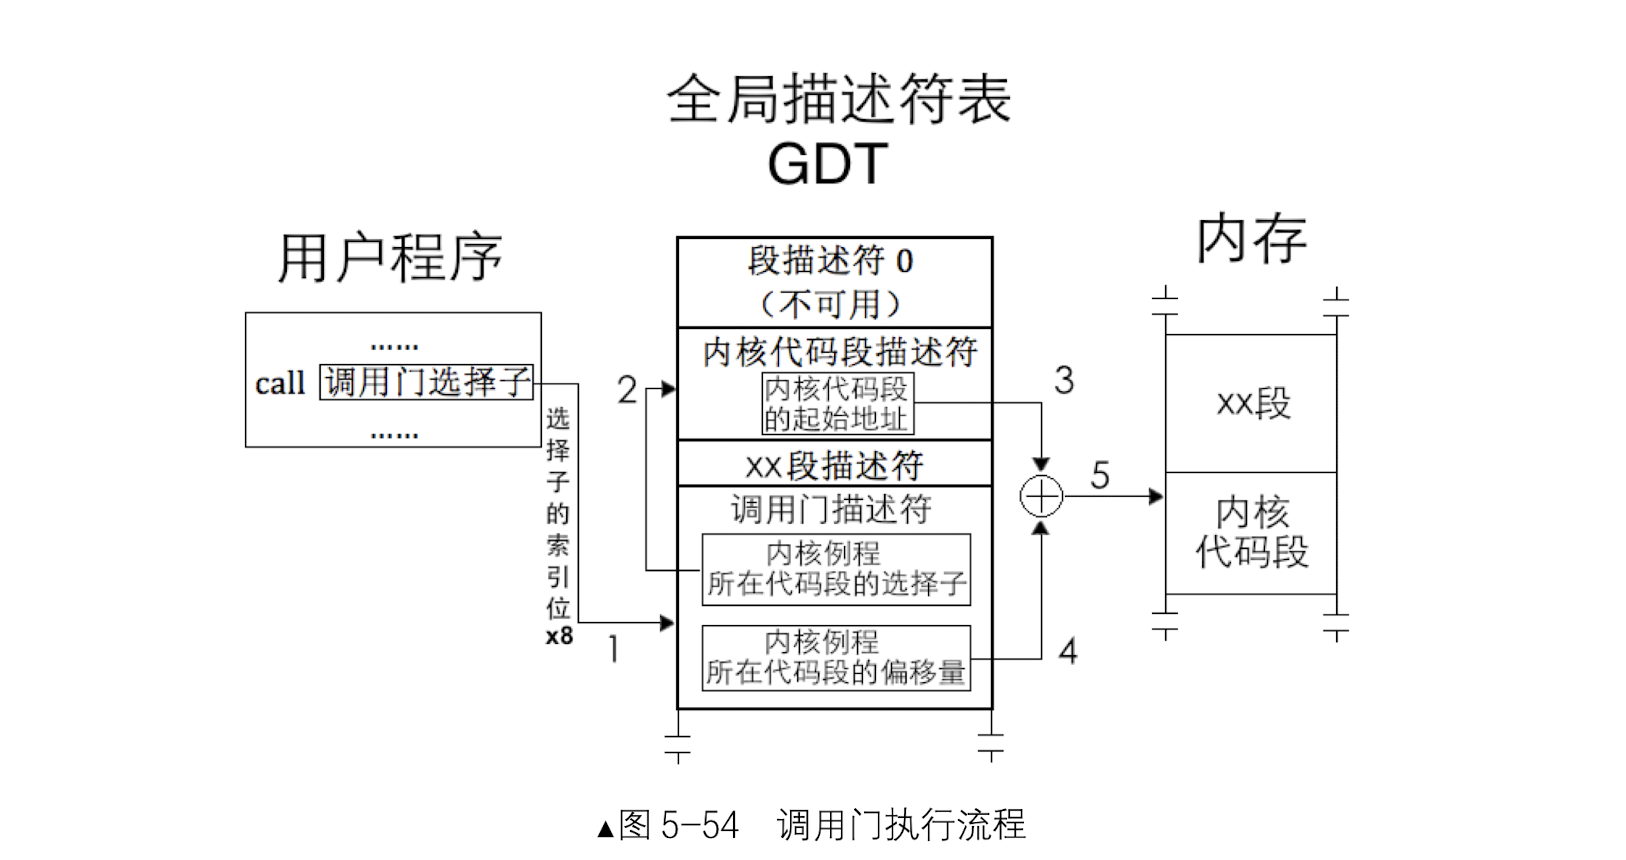 全局描述符表
GDT
用户程序
……
call 调用门选择子
……
选择子的索引位x8
1
2
段描述符 0
（不可用）
内核代码段描述符
内核代码段
的起始地址
xx段描述符
调用门描述符
内核例程
所在代码段的选择子
内核例程
所在代码段的偏移量
3
4
5
内存
xx段
内核
代码段
▲图 5-54 调用门执行流程